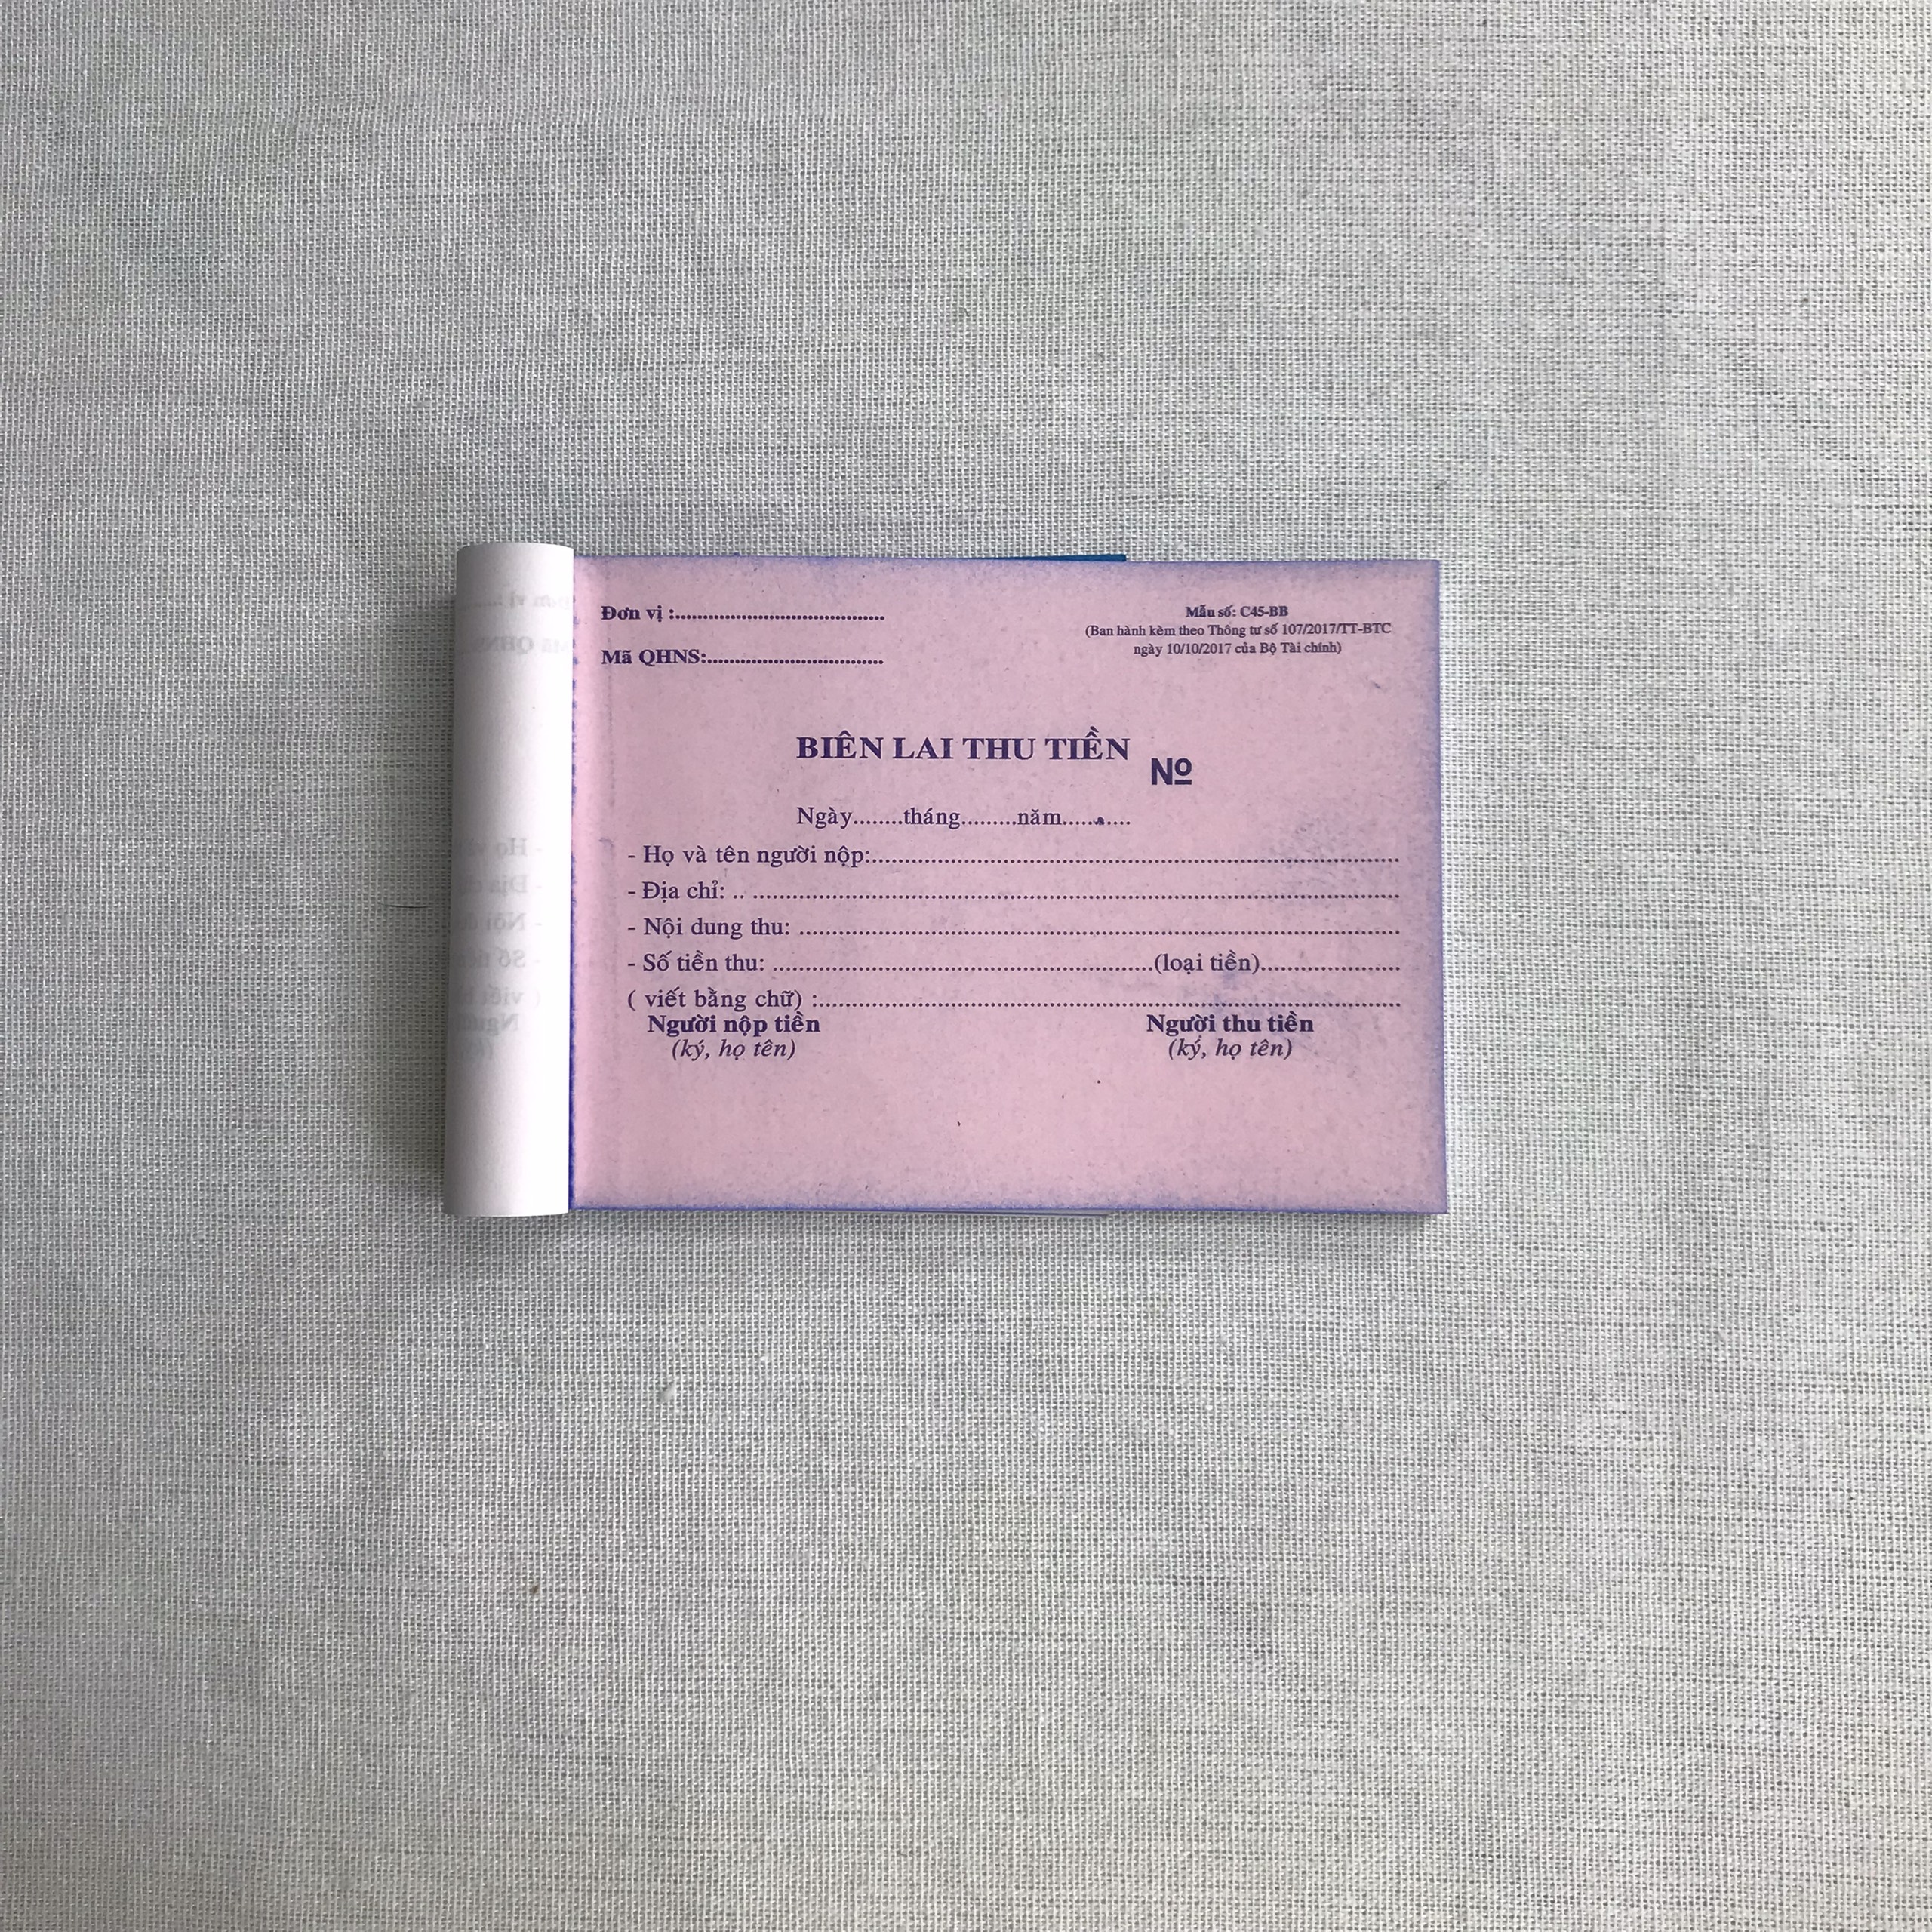 Đơn vị :..................................................
Mã QHNS:..........................................
Mẫu số: C45-BB
(Ban hành kèm theo Thông tư số 107/2017/TT-BTC
ngày 10/10/2017 của Bộ Tài chính)
BIÊN LAI THU TIỀN
Nº
Ngày........tháng.........năm...........
- Họ và tên người nộp:....................................................................................
- Địa chỉ: .. ........................................................................................................
- Nội dung thu: ................................................................................................
- Số tiền thu: .............................................................(loại tiền).......................
( viết bằng chữ) :.............................................................................................
Người nộp tiền
(ký, họ tên)
Người thu tiền
(ký, họ tên)